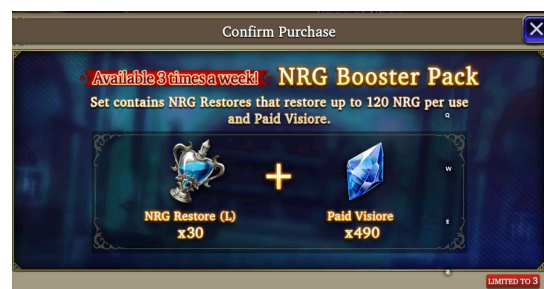 Confirm Purchase
X
Available 3 times a week! NRG Booster Pack
Set contains NRG Restores that restore up to 120 NRG per use
and Paid Visiore.
Q
W
NRG Restore (L) Paid Visiore
x30 x490
E
LIMITED TO 3